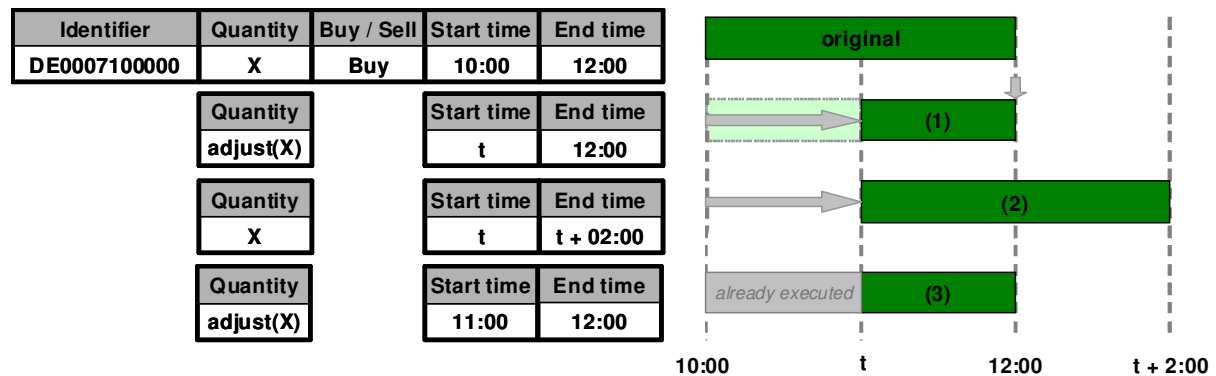 Identifier Quantity Buy / Sell Start time End time
DE0007100000 X Buy 10:00 12:00
original
Quantity Start time End time
adjust(X) t 12:00
(1)
Quantity Start time End time
X t t + 02:00
(2)
Quantity Start time End time
adjust(X) 11:00 12:00
already executed (3)
10:00 t 12:00 t + 2:00